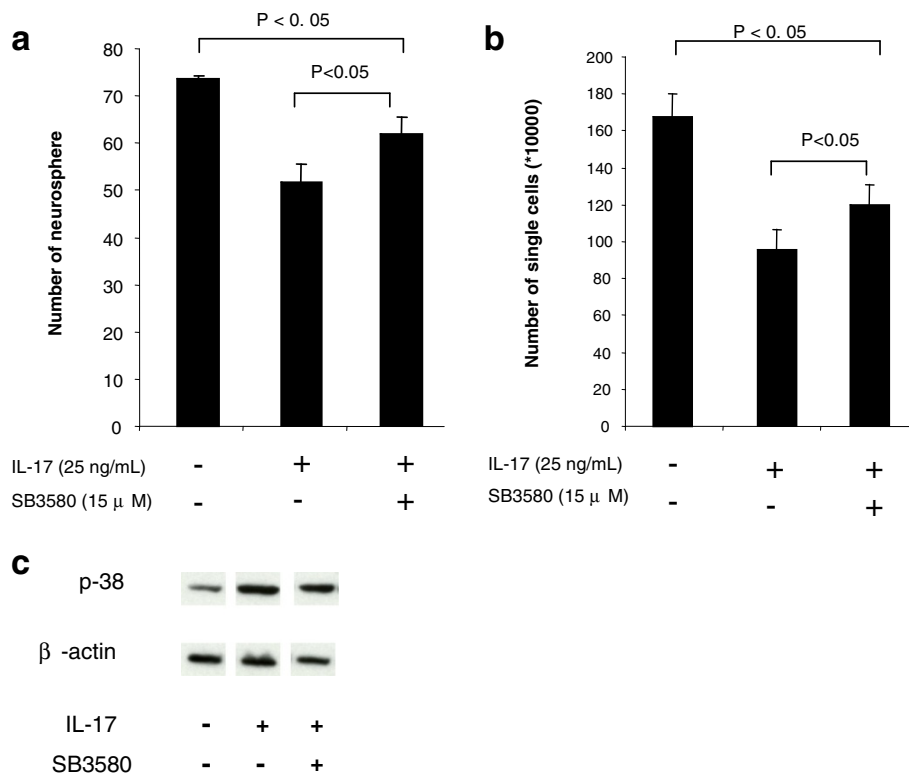 a
P < 0. 05
P<0.05
Number of neurosphere
80
70
60
50
40
30
20
10
0
IL-17 (25 ng/mL) - + +
SB3580 (15 μ M) - - +
b
P < 0. 05
P<0.05
Number of single cells (*10000)
200
180
160
140
120
100
80
60
40
20
0
IL-17 (25 ng/mL) - + +
SB3580 (15 μ M) - - +
c
p-38
β -actin
IL-17 - + +
SB3580 - - +